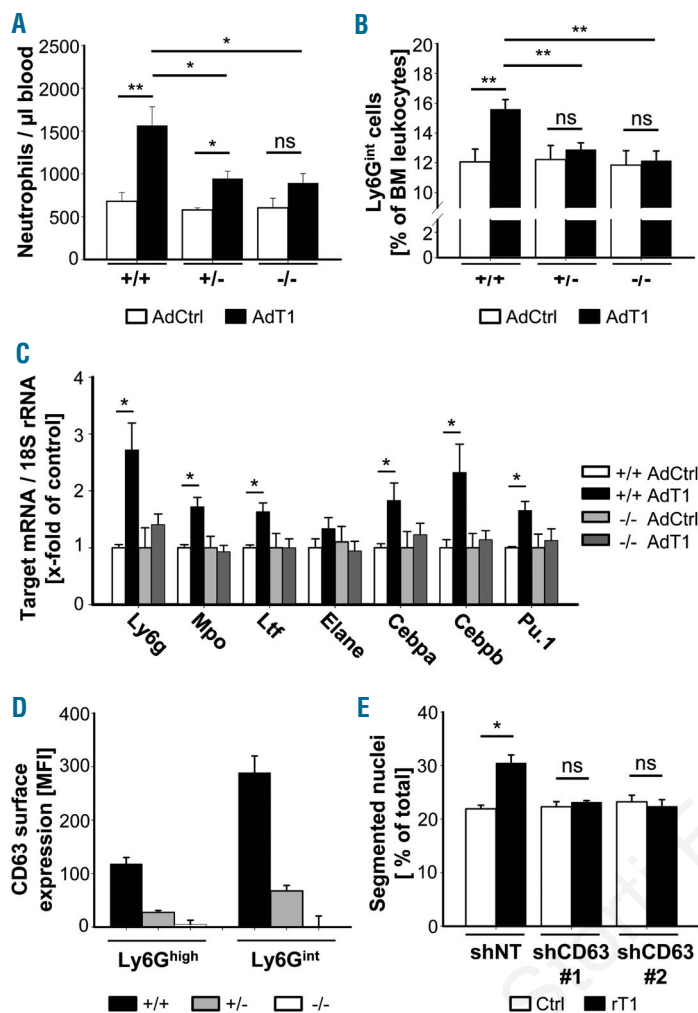 A
Neutrophils / µl blood
2500
2000
1500
1000
500
0
**
*
*
*
ns
+/+
+/-
-/-
AdCtrl
AdT1
B
Ly6Gint cells
[% of BM leukocytes]
20
18
16
14
12
2
0
**
**
**
ns
ns
+/+
+/-
-/-
AdCtrl
AdT1
C
Target mRNA / 18S rRNA
[x-fold of control]
4
3
2
1
0
*
*
*
*
*
*
Ly6g
Mpo
Ltf
Elane
Cebpa
Cebpb
Pu.1
+/+ AdCtrl
+/+ AdT1
-/- AdCtrl
-/- AdT1
D
CD63 surface
expression [MFI]
400
300
200
100
0
Ly6Ghigh
Ly6Gint
+/+
+/-
-/-
E
Segmented nuclei
[ % of total]
40
30
20
10
0
*
ns
ns
shNT
shCD63
#1
shCD63
#2
Ctrl
rT1